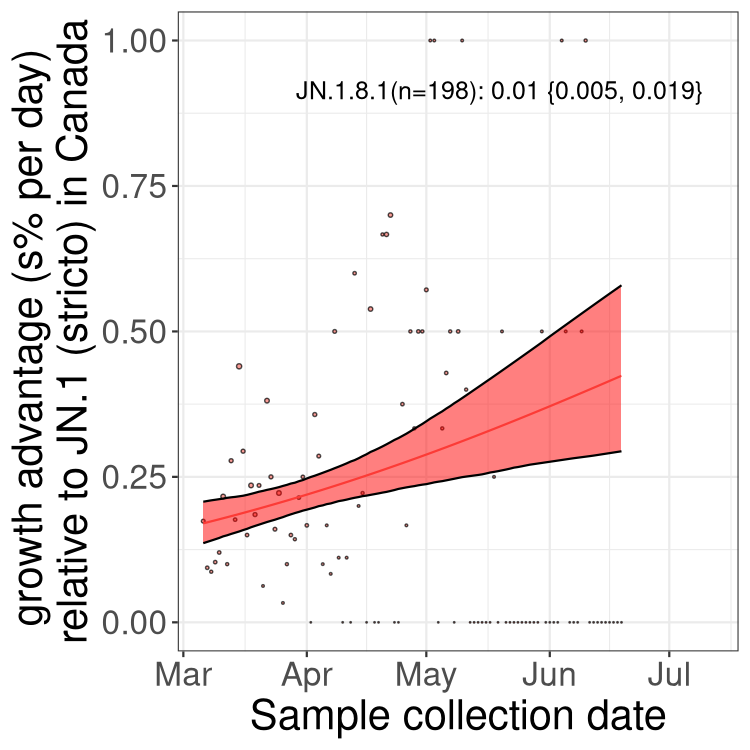 growth advantage (s% per day)
relative to JN.1 (stricto) in Canada
1.00
0.75
0.50
0.25
0.00
JN.1.8.1(n=198): 0.01 {0.005, 0.019}
Mar Apr May Jun Jul
Sample collection date